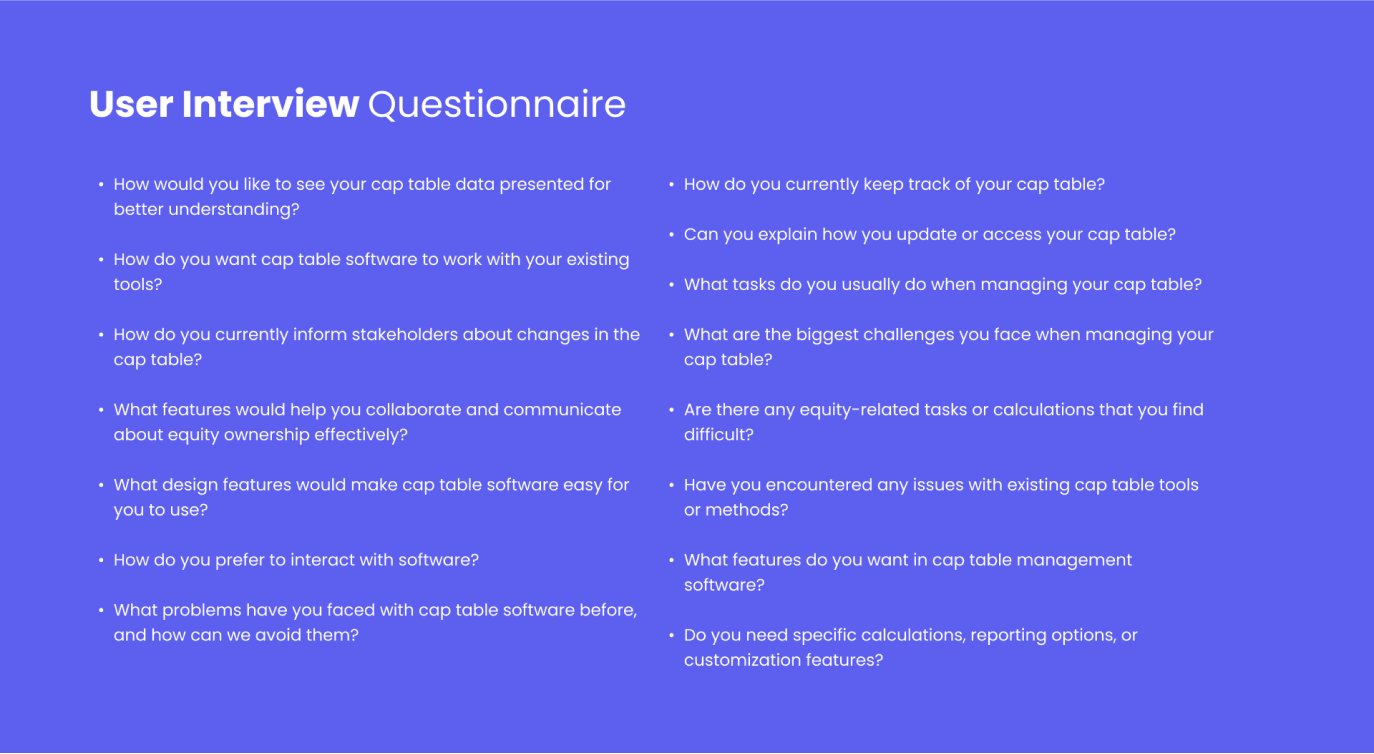 User Interview Questionnaire
• How would you like to see your cap table data presented for
better understanding?
• How do you want cap table software to work with your existing
tools?
• How do you currently inform stakeholders about changes in the
cap table?
• What features would help you collaborate and communicate
about equity ownership effectively?
• What design features would make cap table software easy for
you to use?
• How do you prefer to interact with software?
• What problems have you faced with cap table software before,
and how can we avoid them?
• How do you currently keep track of your cap table?
• Can you explain how you update or access your cap table?
• What tasks do you usually do when managing your cap table?
• What are the biggest challenges you face when managing your
cap table?
• Are there any equity-related tasks or calculations that you find
difficult?
• Have you encountered any issues with existing cap table tools
or methods?
• What features do you want in cap table management
software?
• Do you need specific calculations, reporting options, or
customization features?